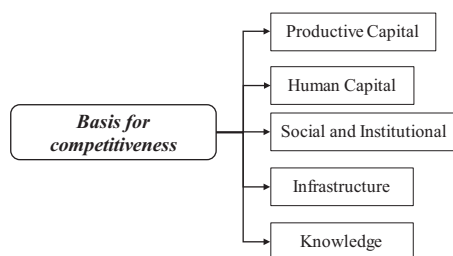 Productive Capital
Human Capital
Basis for
competitiveness
Social and Institutional
Infrastructure
Knowledge